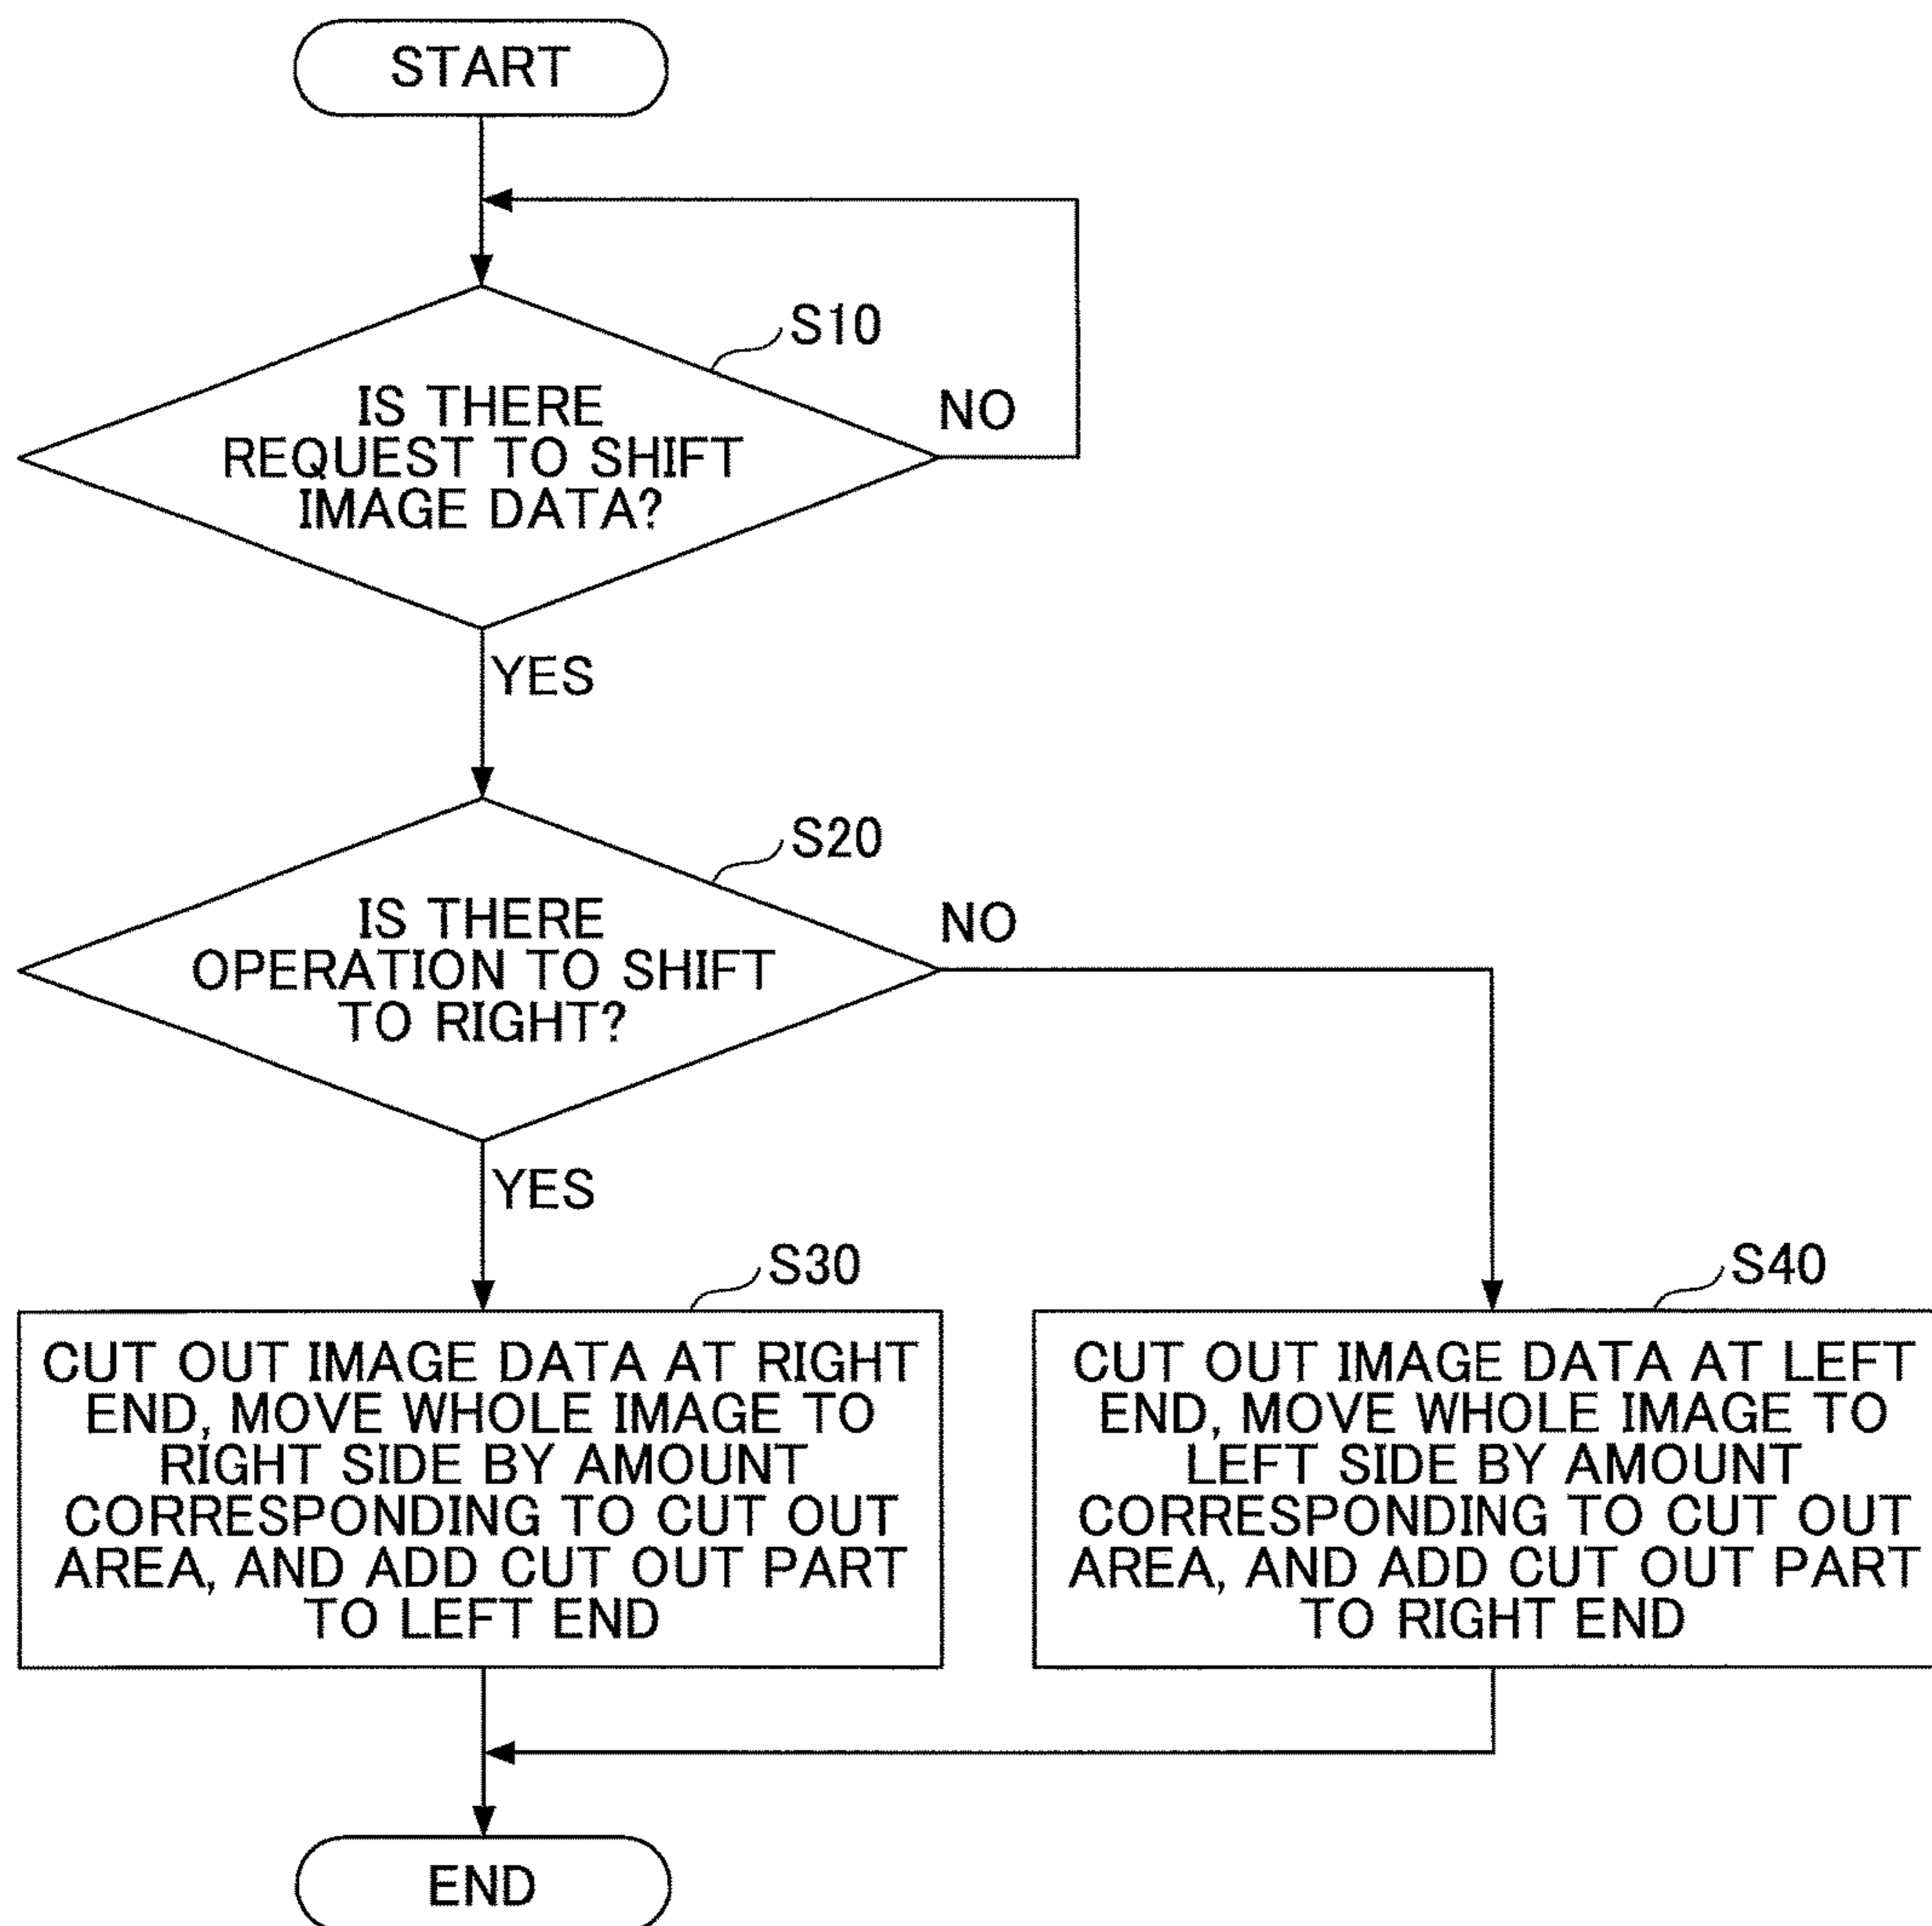 START
S10
IS THERE
REQUEST TO SHIFT
IMAGE DATA?
NO
YES
S20
IS THERE
OPERATION TO SHIFT
TO RIGHT?
NO
YES
S30
CUT OUT IMAGE DATA AT RIGHT
END, MOVE WHOLE IMAGE TO
RIGHT SIDE BY AMOUNT
CORRESPONDING TO CUT OUT
AREA, AND ADD CUT OUT PART
TO LEFT END
S40
CUT OUT IMAGE DATA AT LEFT
END, MOVE WHOLE IMAGE TO
LEFT SIDE BY AMOUNT
CORRESPONDING TO CUT OUT
AREA, AND ADD CUT OUT PART
TO RIGHT END
END